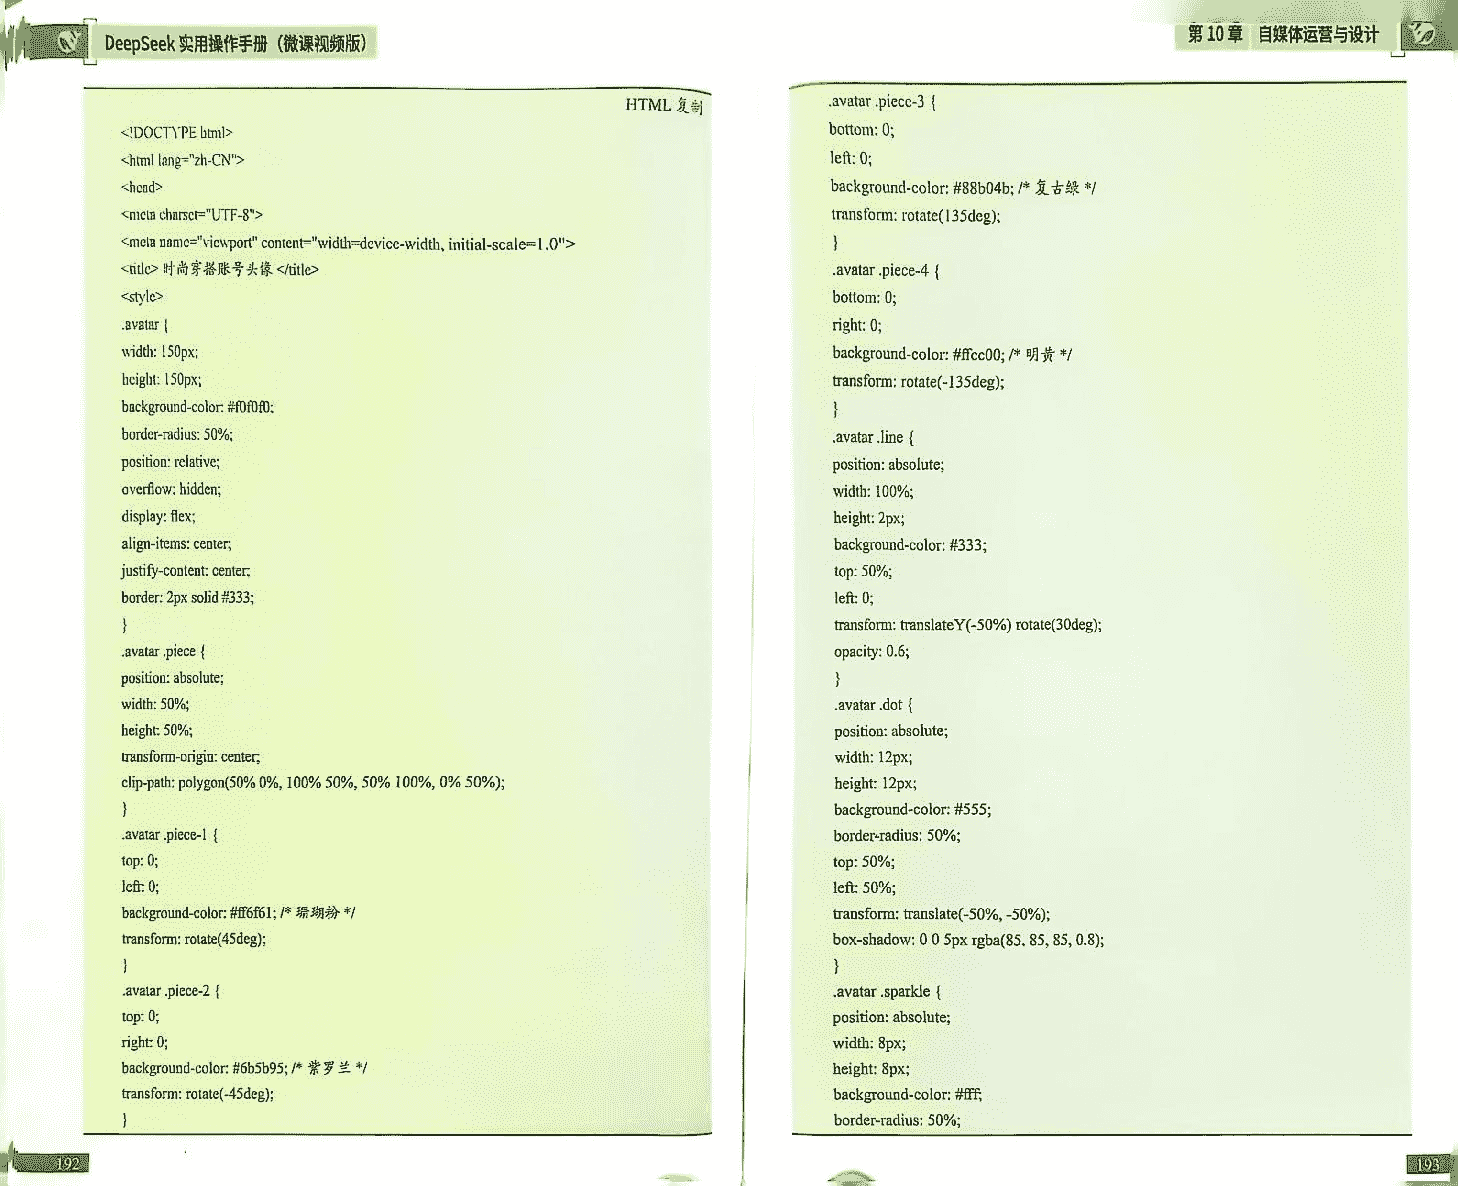 DeepSeek 实用操作手册（微课视频版）
HTML 复制
<!DOCTYPE html>
<html lang="zh-CN">
<head>
<meta charset="UTF-8">
<meta name="viewport" content="width=device-width, initial-scale=1.0">
<title> 时尚穿搭账号头像 </title>
<style>
.avatar {
width: 150px;
height: 150px;
background-color: #f0f0f0;
border-radius: 50%;
position: relative;
overflow: hidden;
display: flex;
align-items: center;
justify-content: center;
border: 2px solid #333;
}
.avatar .piece {
position: absolute;
width: 50%;
height: 50%;
transform-origin: center;
clip-path: polygon(50% 0%, 100% 50%, 50% 100%, 0% 50%);
}
.avatar .piece-1 {
top: 0;
left: 0;
background-color: #ff6f61; /* 珊瑚粉 */
transform: rotate(45deg);
}
.avatar .piece-2 {
top: 0;
right: 0;
background-color: #6b5b95; /* 紫罗兰 */
transform: rotate(-45deg);
}
192
第 10 章 自媒体运营与设计
.avatar .piece-3 {
bottom: 0;
left: 0;
background-color: #88b04b; /* 复古绿 */
transform: rotate(135deg);
}
.avatar .piece-4 {
bottom: 0;
right: 0;
background-color: #ffcc00; /* 明黄 */
transform: rotate(-135deg);
}
.avatar .line {
position: absolute;
width: 100%;
height: 2px;
background-color: #333;
top: 50%;
left: 0;
transform: translateY(-50%) rotate(30deg);
opacity: 0.6;
}
.avatar .dot {
position: absolute;
width: 12px;
height: 12px;
background-color: #555;
border-radius: 50%;
top: 50%;
left: 50%;
transform: translate(-50%, -50%);
box-shadow: 0 0 5px rgba(85, 85, 85, 0.8);
}
.avatar .sparkle {
position: absolute;
width: 8px;
height: 8px;
background-color: #fff;
border-radius: 50%;
193